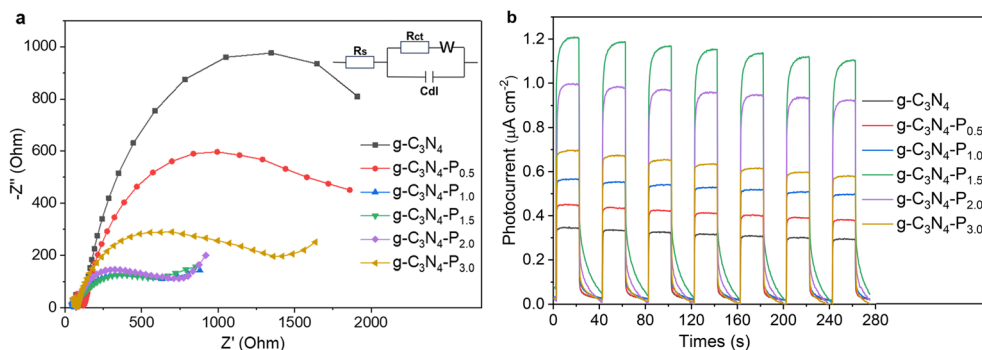 a
-Z'' (Ohm)
1000
800
600
400
200
0
0
500
1000
1500
2000
Z' (Ohm)
Rs
Rct
W
Cdl
g-C₃N₄
g-C₃N₄-P₀.₅
g-C₃N₄-P₁.₀
g-C₃N₄-P₁.₅
g-C₃N₄-P₂.₀
g-C₃N₄-P₃.₀
b
Photocurrent (μA cm⁻²)
1.2
1.0
0.8
0.6
0.4
0.2
0.0
0
40
80
120
160
200
240
280
Times (s)
g-C₃N₄
g-C₃N₄-P₀.₅
g-C₃N₄-P₁.₀
g-C₃N₄-P₁.₅
g-C₃N₄-P₂.₀
g-C₃N₄-P₃.₀